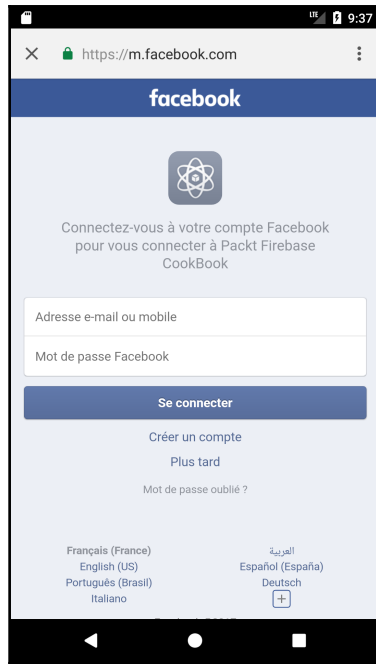 LTE 9:37
https://m.facebook.com
facebook
Connectez-vous à votre compte Facebook
pour vous connecter à Packt Firebase
CookBook
Adresse e-mail ou mobile
Mot de passe Facebook
Se connecter
Créer un compte
Plus tard
Mot de passe oublié ?
Français (France)
العربية
English (US)
Español (España)
Português (Brasil)
Deutsch
Italiano